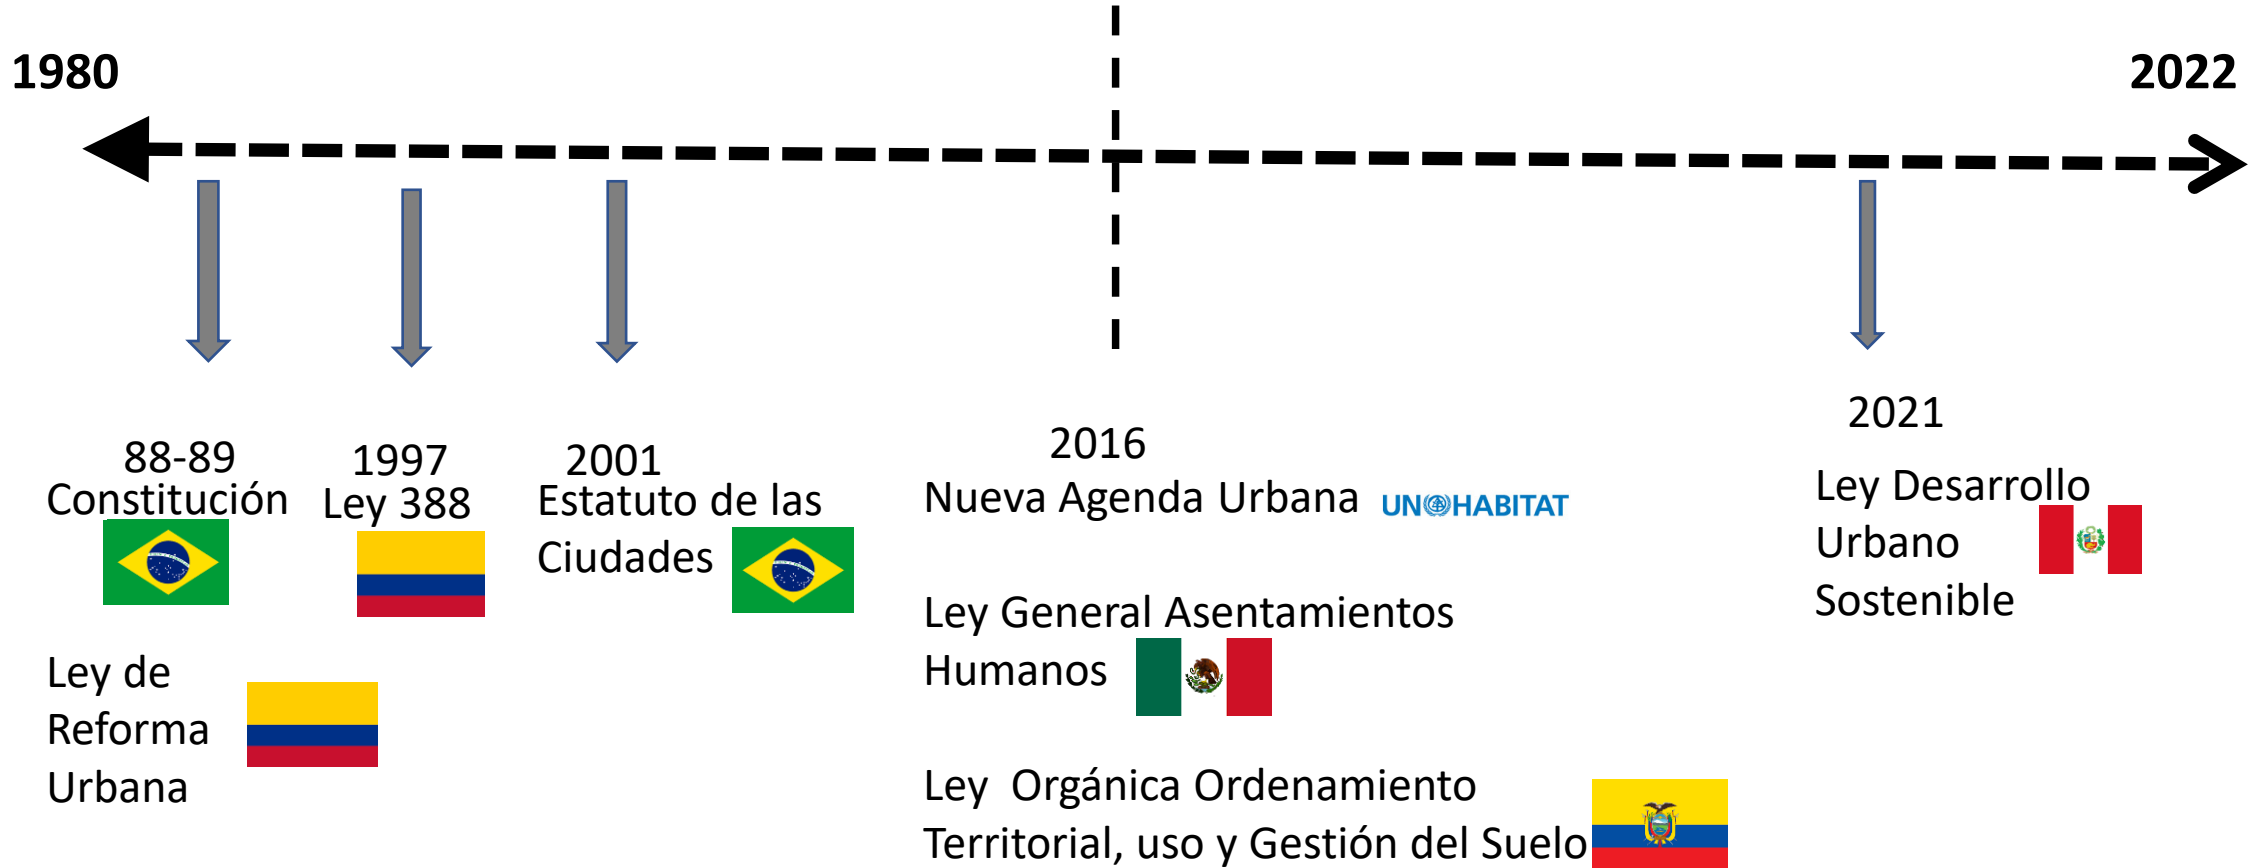 1980
2022
88-89
Constitución
Ley de
Reforma
Urbana
1997
Ley 388
2001
Estatuto de las
Ciudades
2016
Nueva Agenda Urbana UN HABITAT
Ley General Asentamientos
Humanos
Ley Orgánica Ordenamiento
Territorial, uso y Gestión del Suelo
2021
Ley Desarrollo
Urbano
Sostenible